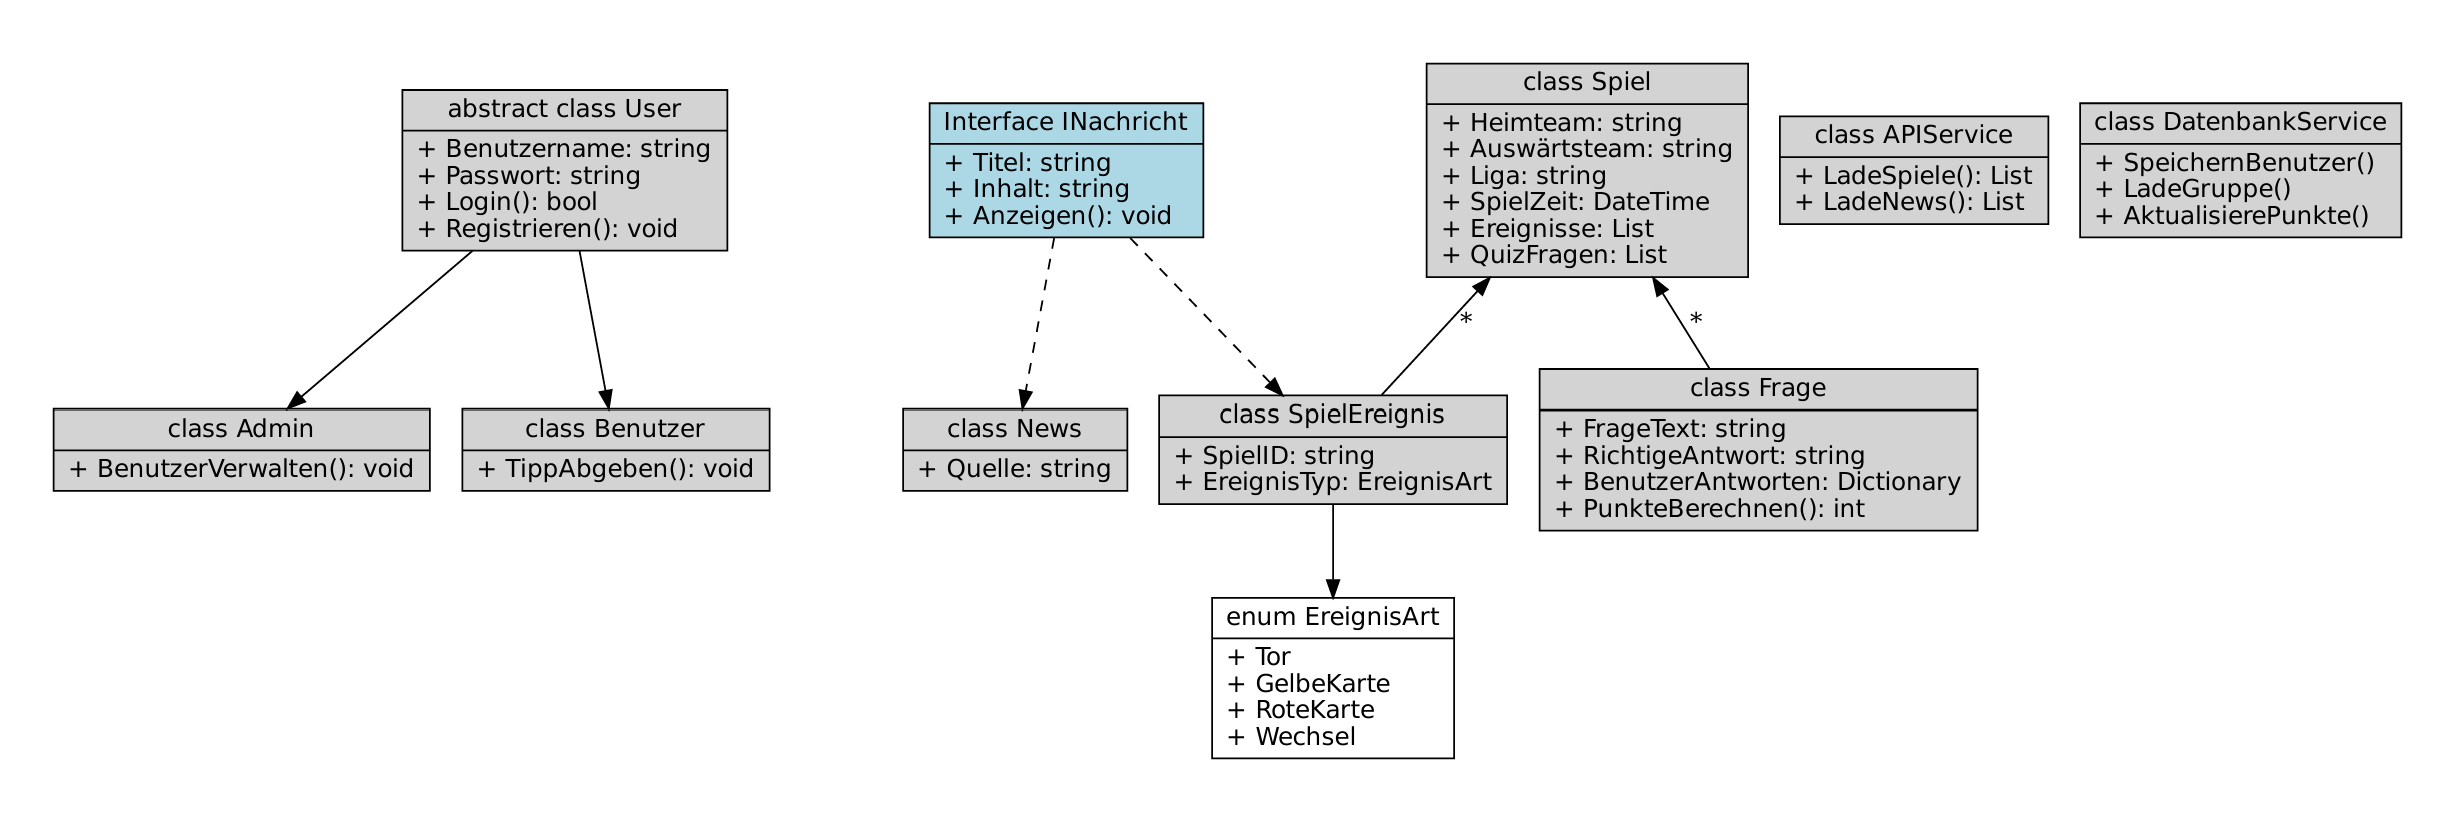 abstract class User
+ Benutzername: string
+ Passwort: string
+ Login(): bool
+ Registrieren(): void
Interface INachricht
+ Titel: string
+ Inhalt: string
+ Anzeigen(): void
class Spiel
+ Heimteam: string
+ Auswärtsteam: string
+ Liga: string
+ SpielZeit: DateTime
+ Ereignisse: List
+ QuizFragen: List
class APIService
+ LadeSpiele(): List
+ LadeNews(): List
class DatenbankService
+ SpeichernBenutzer()
+ LadeGruppe()
+ AktualisierePunkte()
*
*
class Admin
+ BenutzerVerwalten(): void
class Benutzer
+ TippAbgeben(): void
class News
+ Quelle: string
class SpielEreignis
+ SpielID: string
+ EreignisTyp: EreignisArt
class Frage
+ FrageText: string
+ RichtigeAntwort: string
+ BenutzerAntworten: Dictionary
+ PunkteBerechnen(): int
enum EreignisArt
+ Tor
+ GelbeKarte
+ RoteKarte
+ Wechsel